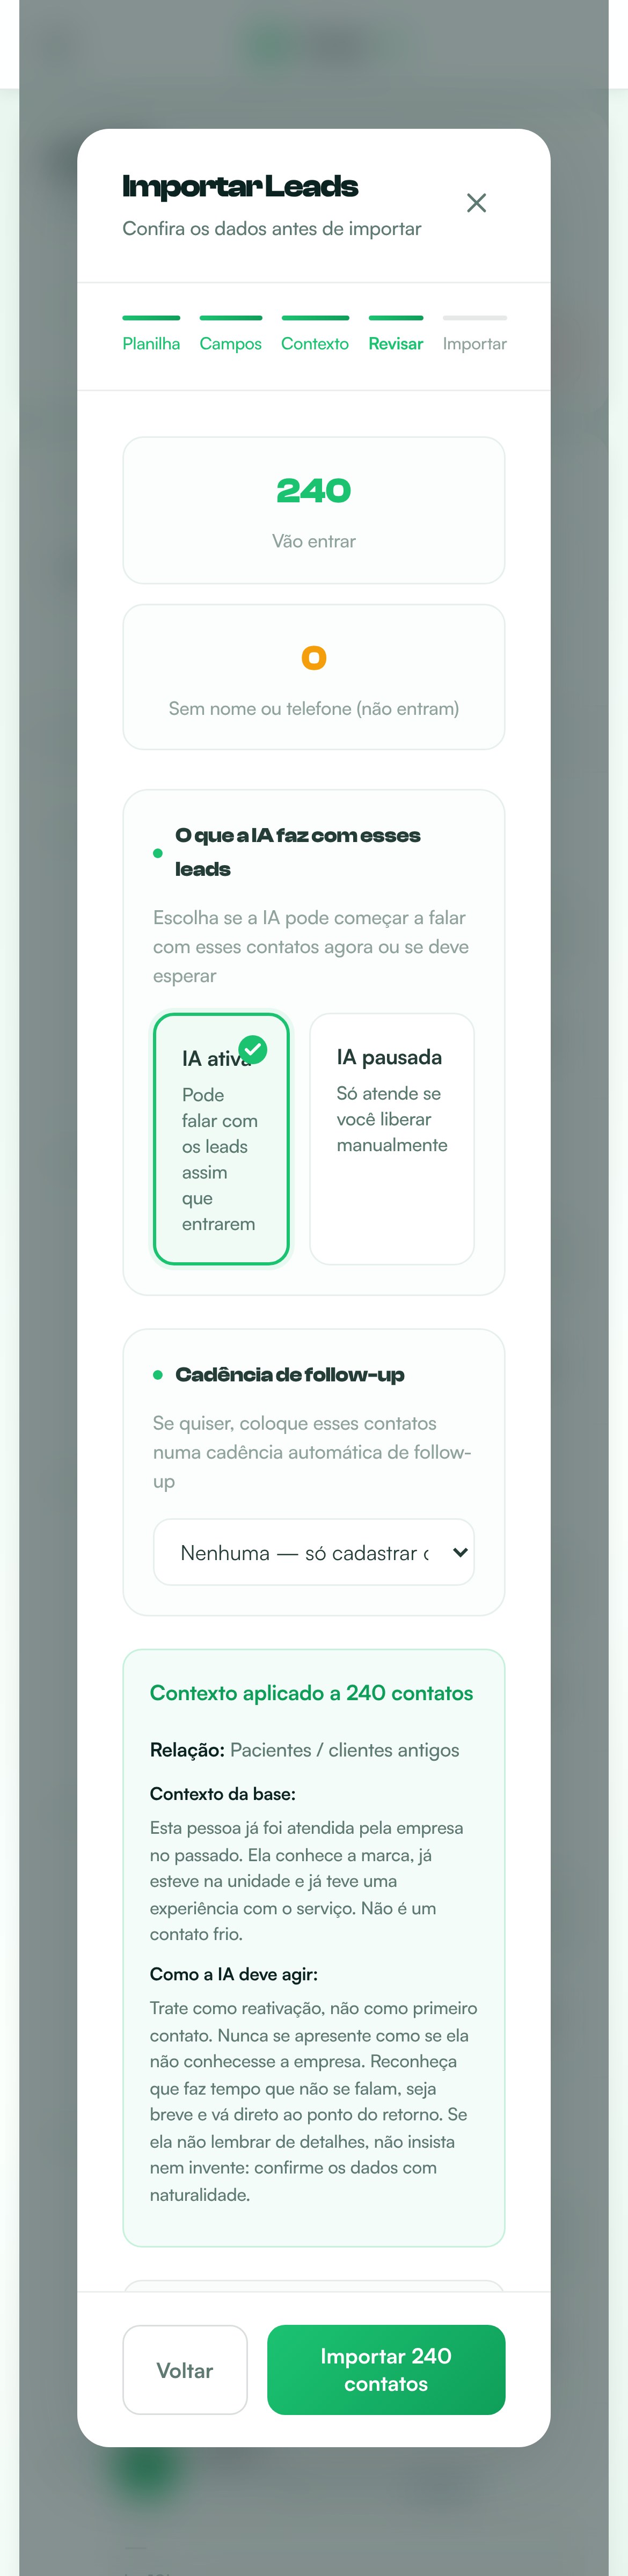 Importar Leads
Confira os dados antes de importar
Planilha
Campos
Contexto
Revisar
Importar
240
Vão entrar
0
Sem nome ou telefone (não entram)
O que a IA faz com esses
leads
Escolha se a IA pode começar a falar
com esses contatos agora ou se deve
esperar
IA ativa
Pode
falar com
os leads
assim
que
entrarem
IA pausada
Só atende se
você liberar
manualmente
Cadência de follow-up
Se quiser, coloque esses contatos
numa cadência automática de follow-
up
Nenhuma — só cadastrar
Contexto aplicado a 240 contatos
Relação: Pacientes / clientes antigos
Contexto da base:
Esta pessoa já foi atendida pela empresa
no passado. Ela conhece a marca, já
esteve na unidade e já teve uma
experiência com o serviço. Não é um
contato frio.
Como a IA deve agir:
Trate como reativação, não como primeiro
contato. Nunca se apresente como se ela
não conhecesse a empresa. Reconheça
que faz tempo que não se falam, seja
breve e vá direto ao ponto do retorno. Se
ela não lembrar de detalhes, não insista
nem invente: confirme os dados com
naturalidade.
Voltar
Importar 240
contatos